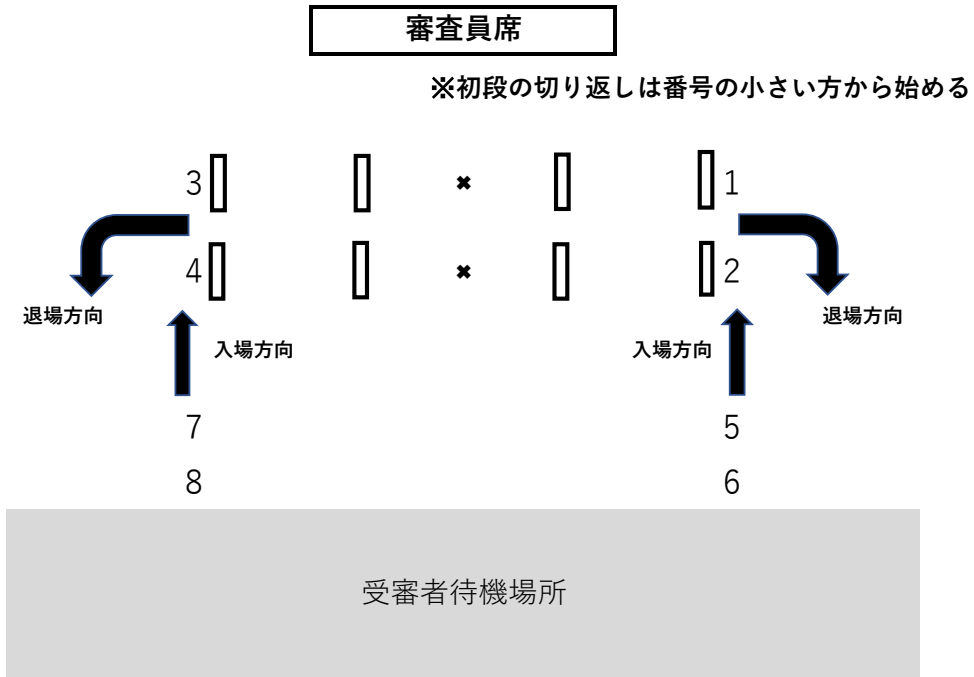 審査員席
※初段の切り返しは番号の小さい方から始める
3 1
4 2
退場方向 退場方向
入場方向 入場方向
7 5
8 6
受審者待機場所